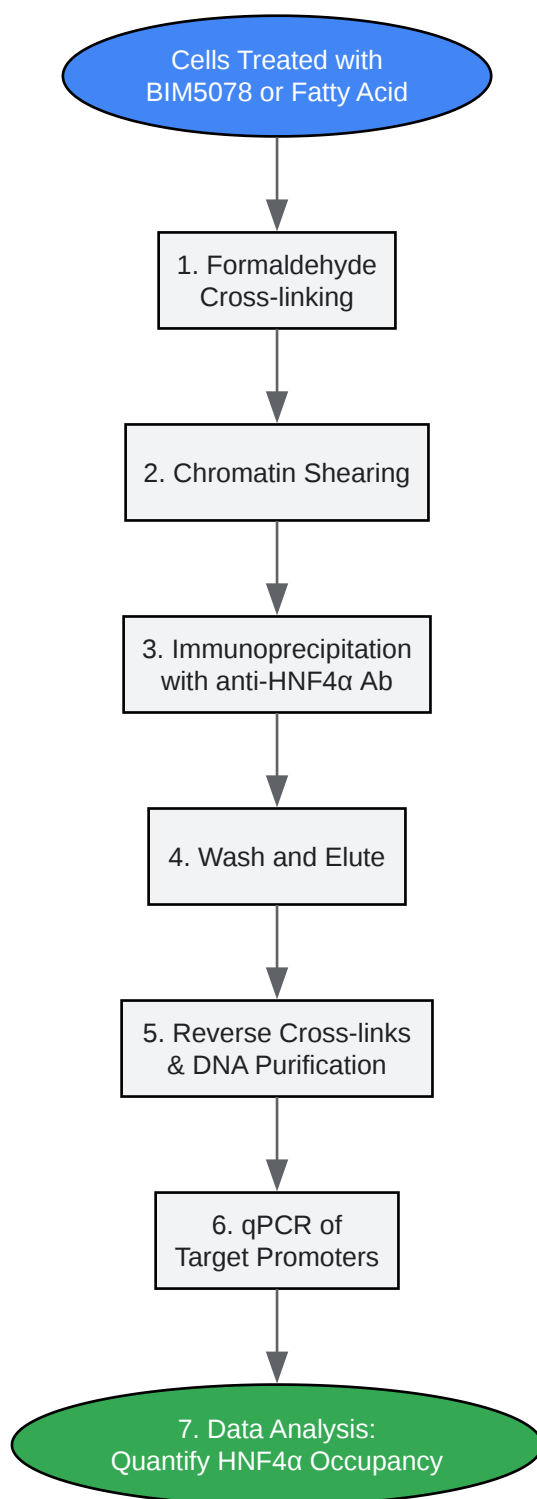 Cells Treated with
BIM5078 or Fatty Acid
1. Formaldehyde
Cross-linking
2. Chromatin Shearing
3. Immunoprecipitation
with anti-HNF4α Ab
4. Wash and Elute
5. Reverse Cross-links
& DNA Purification
6. qPCR of
Target Promoters
7. Data Analysis:
Quantify HNF4α Occupancy